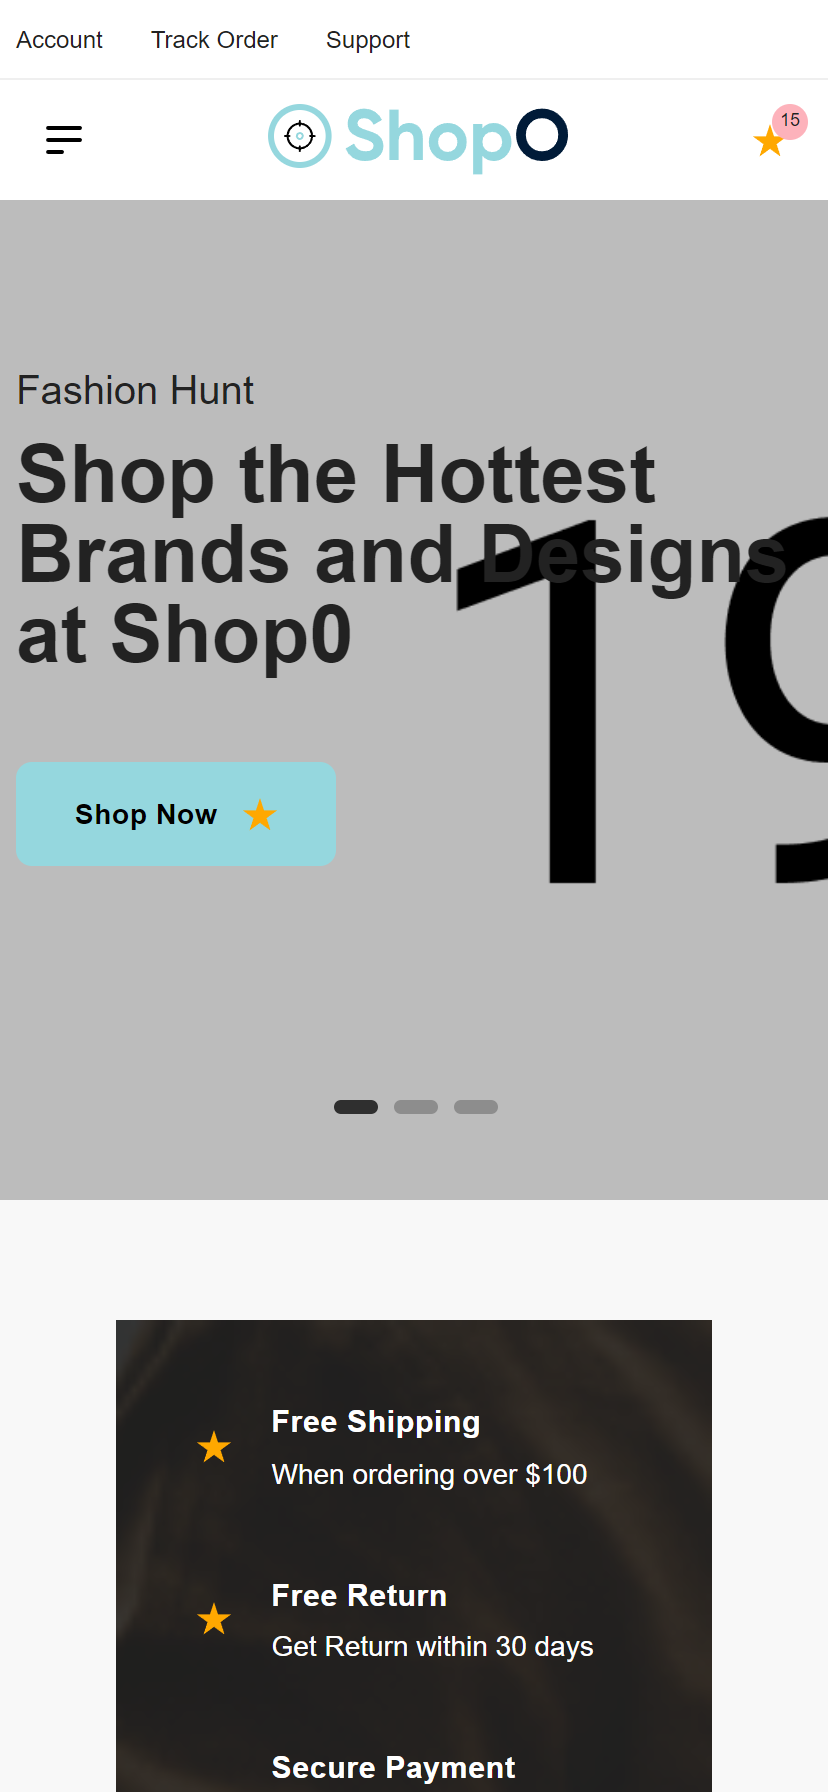 Account Track Order Support
ShopO
15
Fashion Hunt
Shop the Hottest
Brands and Designs
at Shop0
19
Shop Now
Free Shipping
When ordering over $100
Free Return
Get Return within 30 days
Secure Payment